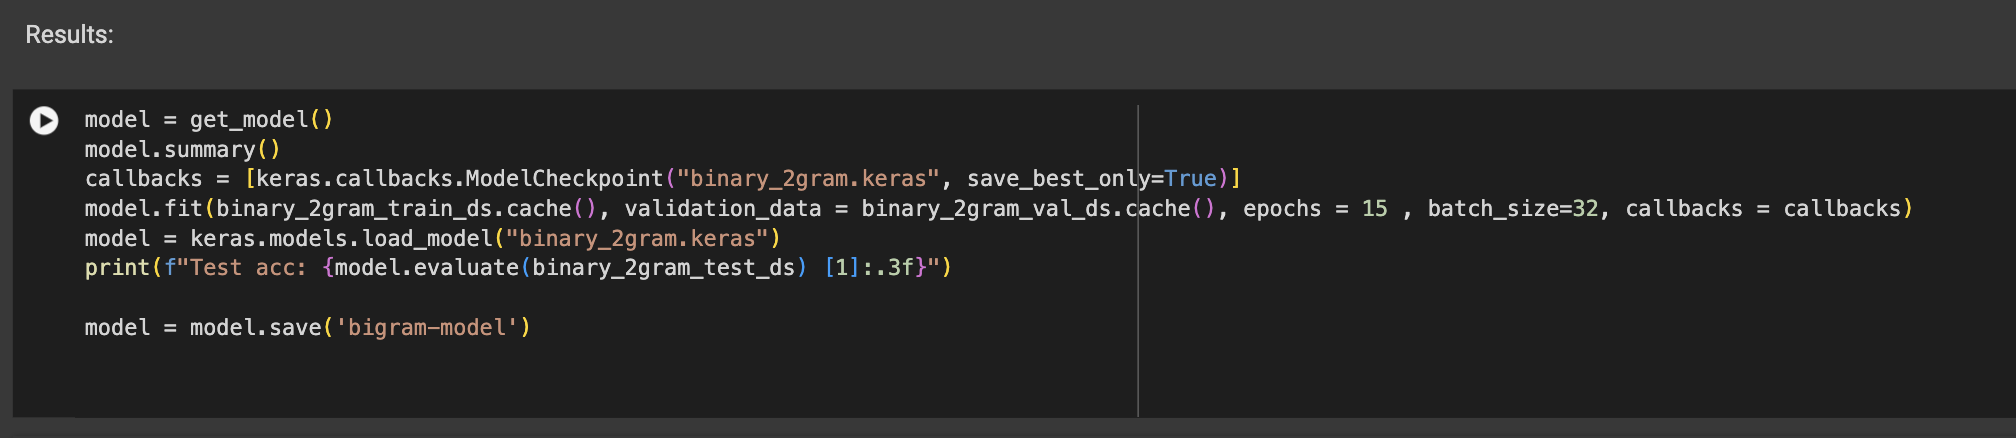 Results:
model = get_model()
model.summary()
callbacks = [keras.callbacks.ModelCheckpoint("binary_2gram.keras", save_best_only=True)]
model.fit(binary_2gram_train_ds.cache(), validation_data = binary_2gram_val_ds.cache(), epochs = 15 , batch_size=32, callbacks = callbacks)
model = keras.models.load_model("binary_2gram.keras")
print(f"Test acc: {model.evaluate(binary_2gram_test_ds) [1]:.3f}")
model = model.save('bigram-model')